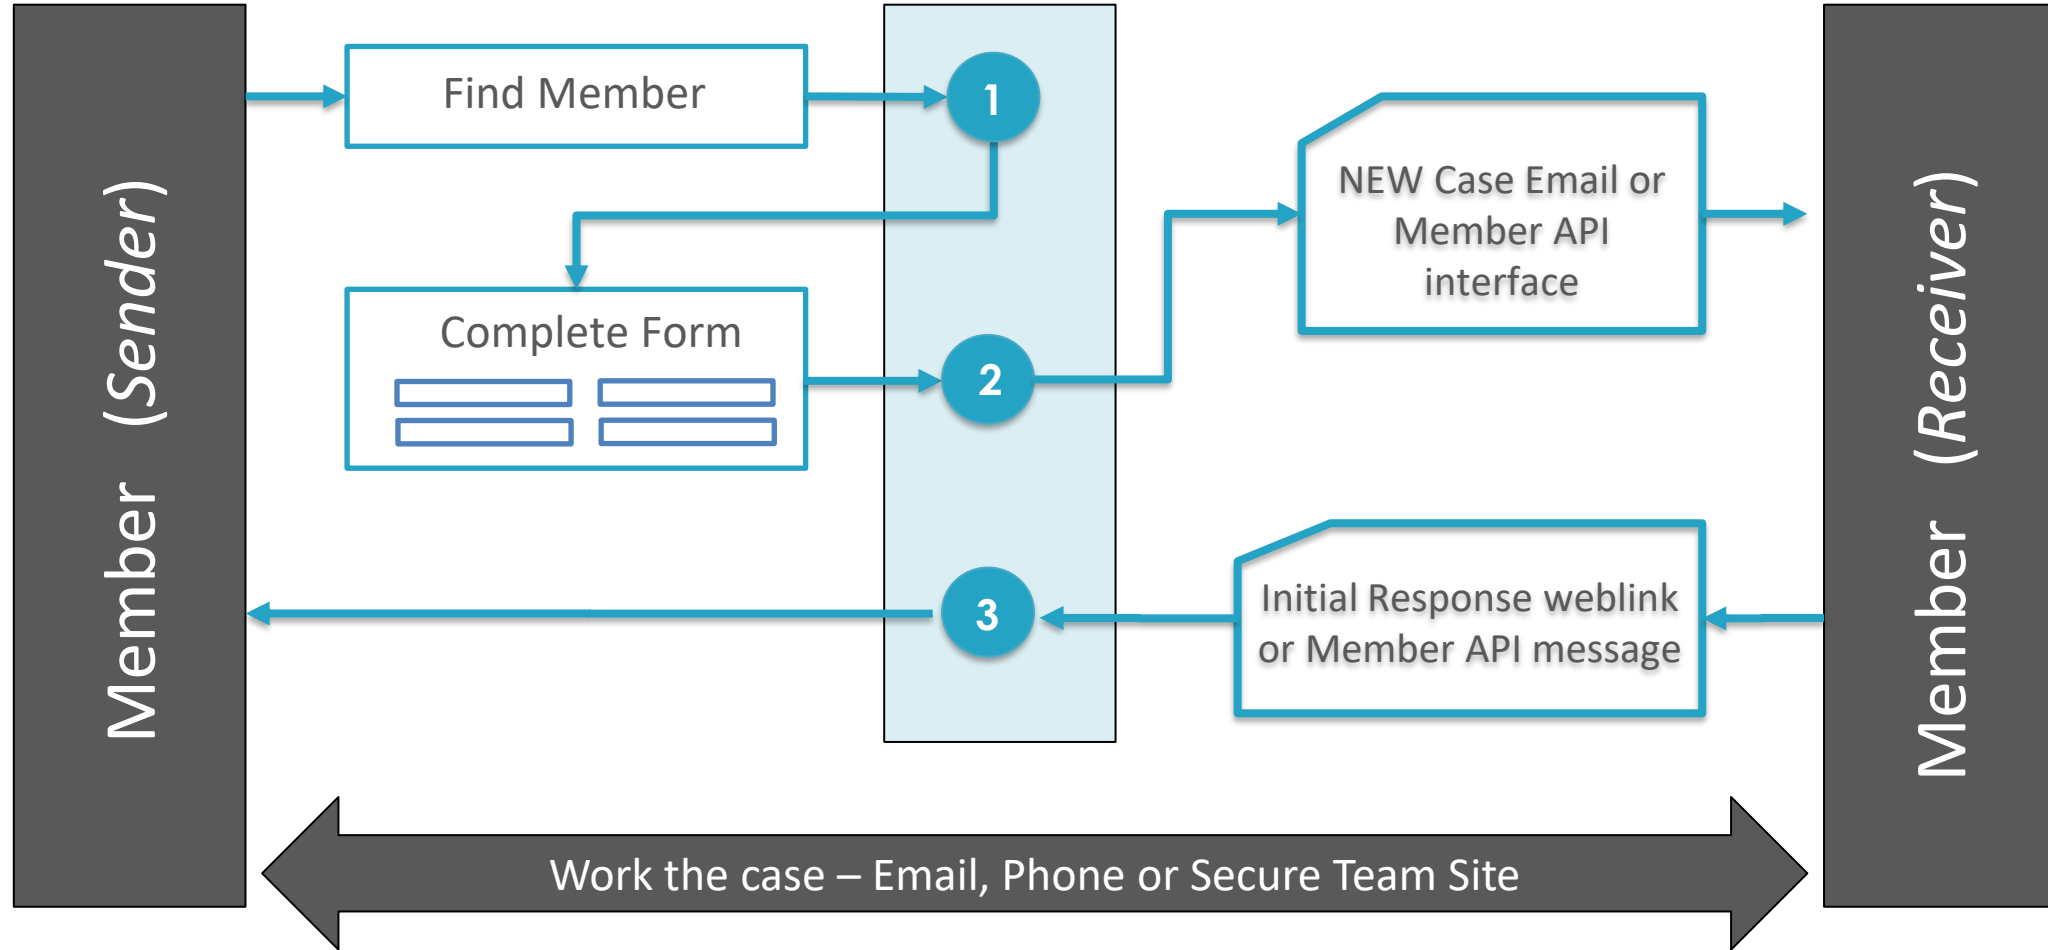 Member (Sender)
Find Member
1
Complete Form
2
NEW Case Email or
Member API
interface
3
Initial Response weblink
or Member API message
Member (Receiver)
Work the case – Email, Phone or Secure Team Site